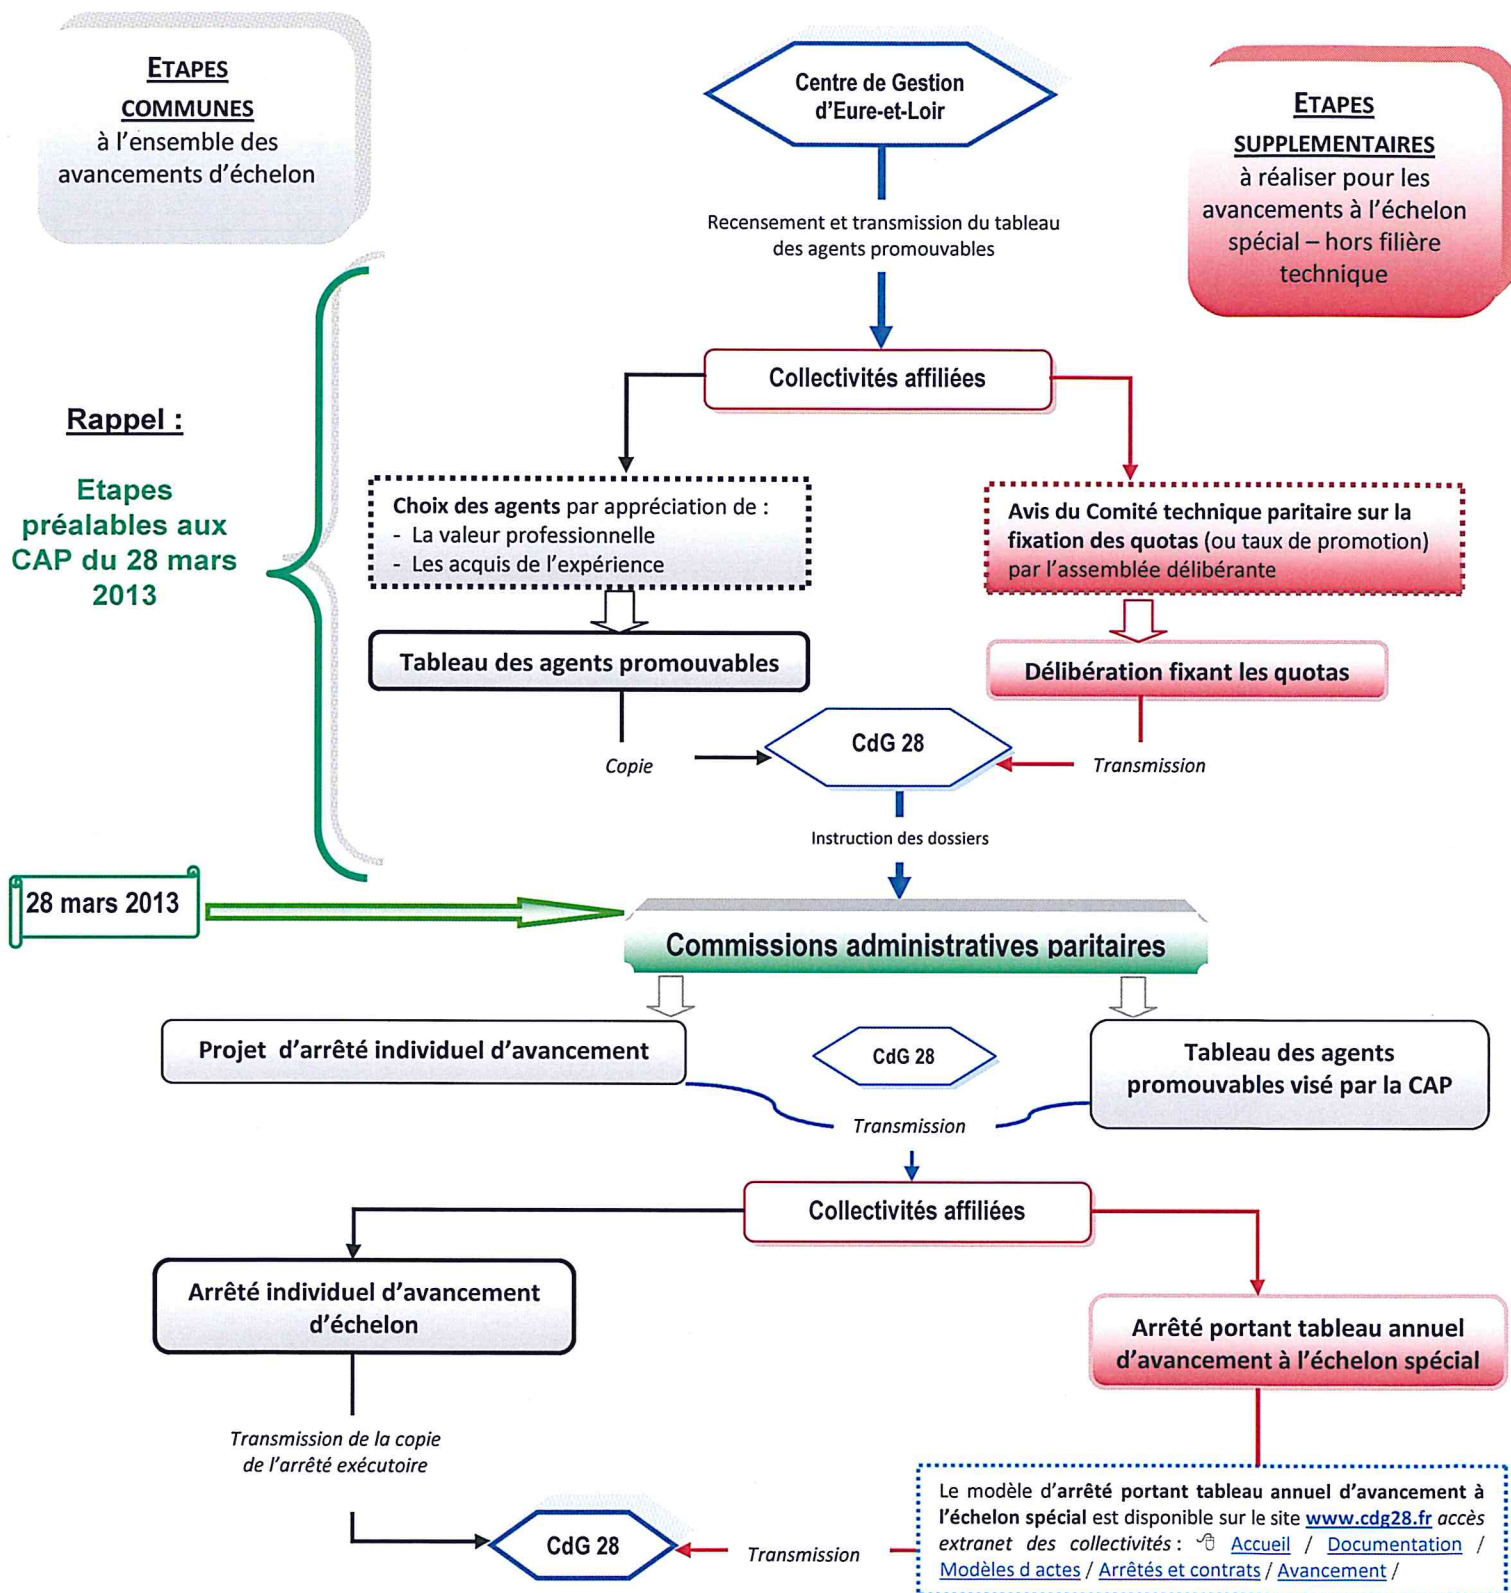 ETAPES
COMMUNES
à l'ensemble des
avancements d'échelon
Centre de Gestion
d'Eure-et-Loir
ETAPES
SUPPLEMENTAIRES
à réaliser pour les
avancements à l'échelon
spécial – hors filière
technique
Recensement et transmission du tableau
des agents promouvables
Collectivités affiliées
Rappel :
Etapes
préalables aux
CAP du 28 mars
2013
Choix des agents par appréciation de :
- La valeur professionnelle
- Les acquis de l'expérience
Avis du Comité technique paritaire sur la
fixation des quotas (ou taux de promotion)
par l'assemblée délibérante
Tableau des agents promouvables
Délibération fixant les quotas
CdG 28
Copie
Transmission
Instruction des dossiers
28 mars 2013
Commissions administratives paritaires
Projet d'arrêté individuel d'avancement
CdG 28
Tableau des agents
promouvables visé par la CAP
Transmission
Collectivités affiliées
Arrêté individuel d'avancement
d'échelon
Arrêté portant tableau annuel
d'avancement à l'échelon spécial
Transmission de la copie
de l'arrêté exécutoire
CdG 28
Transmission
Le modèle d'arrêté portant tableau annuel d'avancement à
l'échelon spécial est disponible sur le site www.cdg28.fr accès
extranet des collectivités : Accueil / Documentation /
Modèles d actes / Arrêtés et contrats / Avancement /